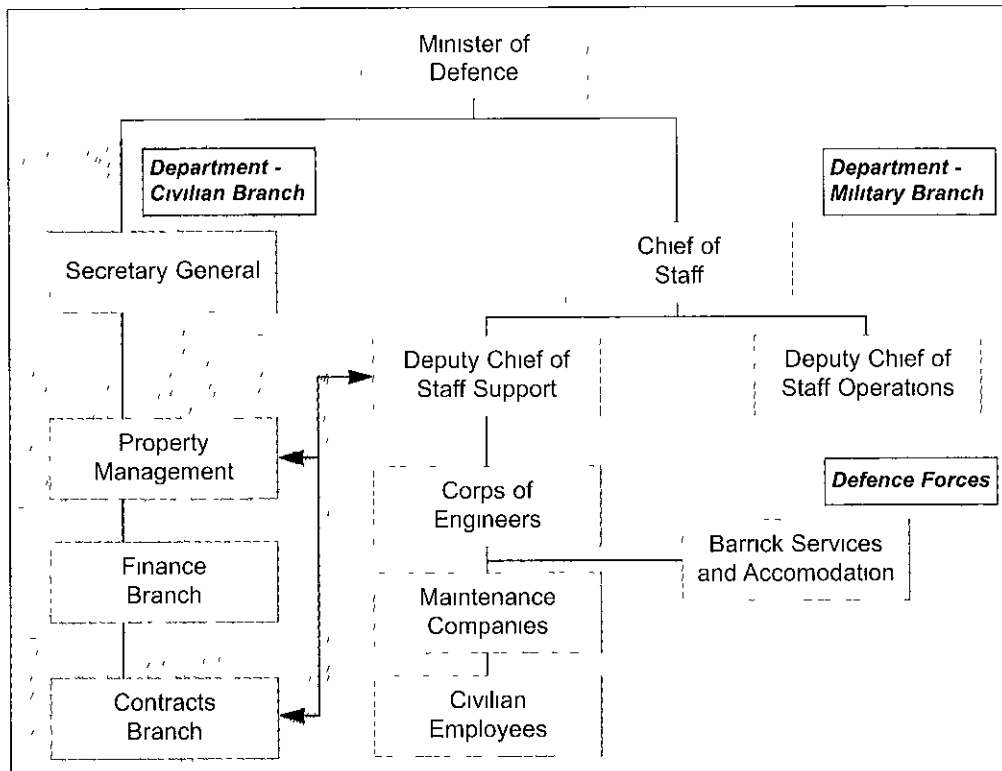 Minister of
Defence
Department -
Civilian Branch
Department -
Military Branch
Secretary General
Chief of
Staff
Deputy Chief of
Staff Support
Deputy Chief of
Staff Operations
Property
Management
Corps of
Engineers
Defence Forces
Barrick Services
and Accomodation
Finance
Branch
Maintenance
Companies
Contracts
Branch
Civilian
Employees